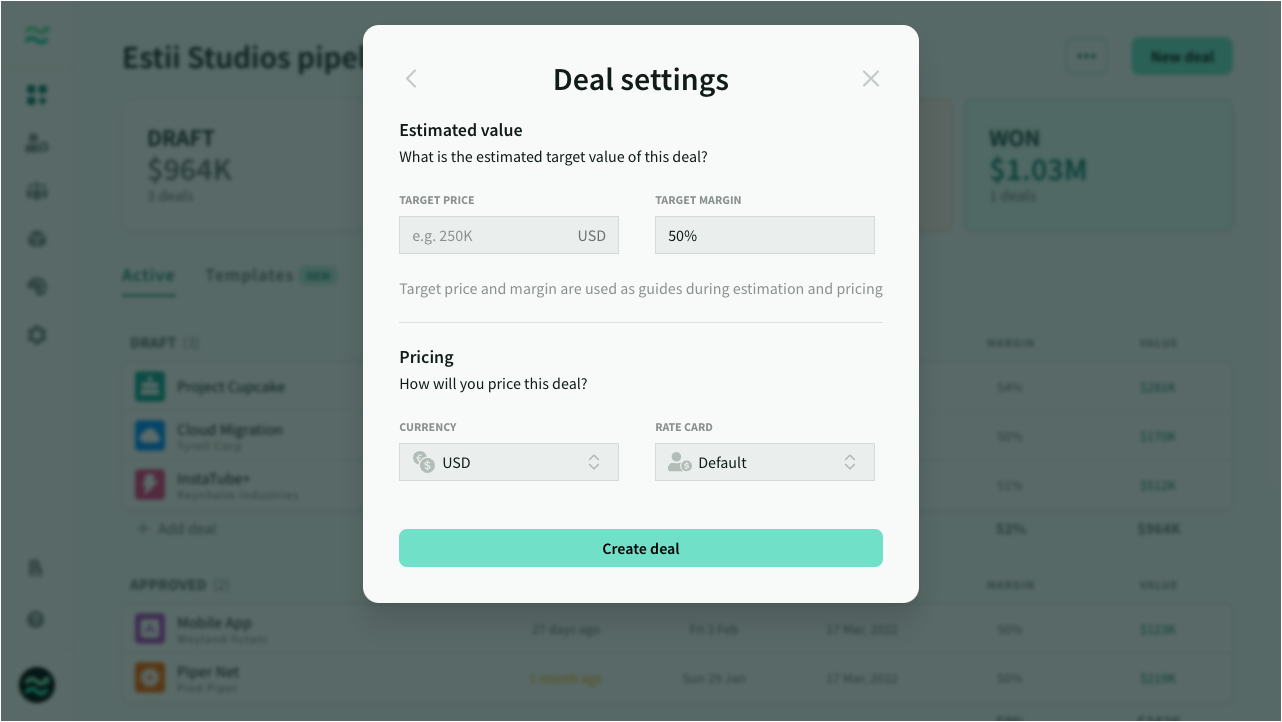 Estii Studios pipel
New deal
DRAFT
$964K
3 deals
WON
$1.03M
1 deals
Active
Templates
NEW
DRAFT (3)
MARGIN
VALUE
Project Cupcake
54%
$281K
Cloud Migration
Tyrell Corp
50%
$170K
InstaTube+
Reynholm Industries
51%
$512K
+ Add deal
52%
$964K
APPROVED (2)
MARGIN
VALUE
Mobile App
Weyland-Yutani
27 days ago
Fri 3 Feb
17 Mar, 2022
50%
$123K
Piper Net
Pied Piper
1 month ago
Sun 29 Jan
17 Mar, 2022
50%
$219K
Deal settings
Estimated value
What is the estimated target value of this deal?
TARGET PRICE
TARGET MARGIN
e.g. 250K
USD
50%
Target price and margin are used as guides during estimation and pricing
Pricing
How will you price this deal?
CURRENCY
RATE CARD
USD
Default
Create deal